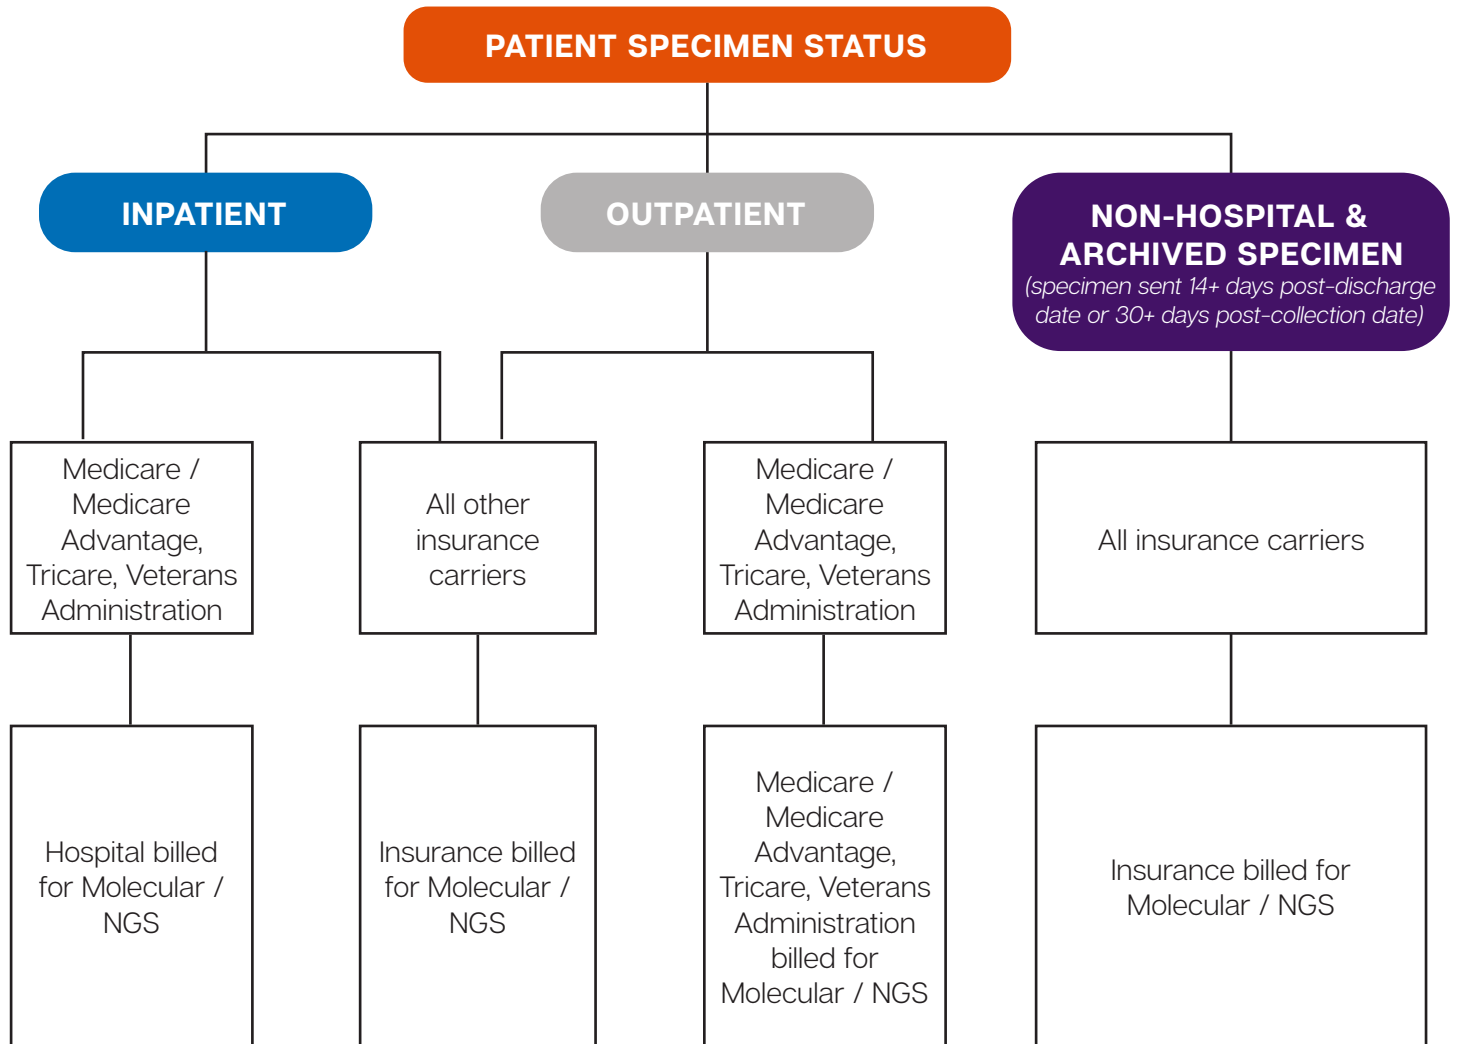 PATIENT SPECIMEN STATUS
INPATIENT
OUTPATIENT
NON-HOSPITAL &
ARCHIVED SPECIMEN
(specimen sent 14+ days post-discharge
date or 30+ days post-collection date)
Medicare /
Medicare
Advantage,
Tricare, Veterans
Administration
All other
insurance
carriers
Medicare /
Medicare
Advantage,
Tricare, Veterans
Administration
All insurance carriers
Hospital billed
for Molecular /
NGS
Insurance billed
for Molecular /
NGS
Medicare /
Medicare
Advantage,
Tricare, Veterans
Administration
billed for
Molecular / NGS
Insurance billed for
Molecular / NGS